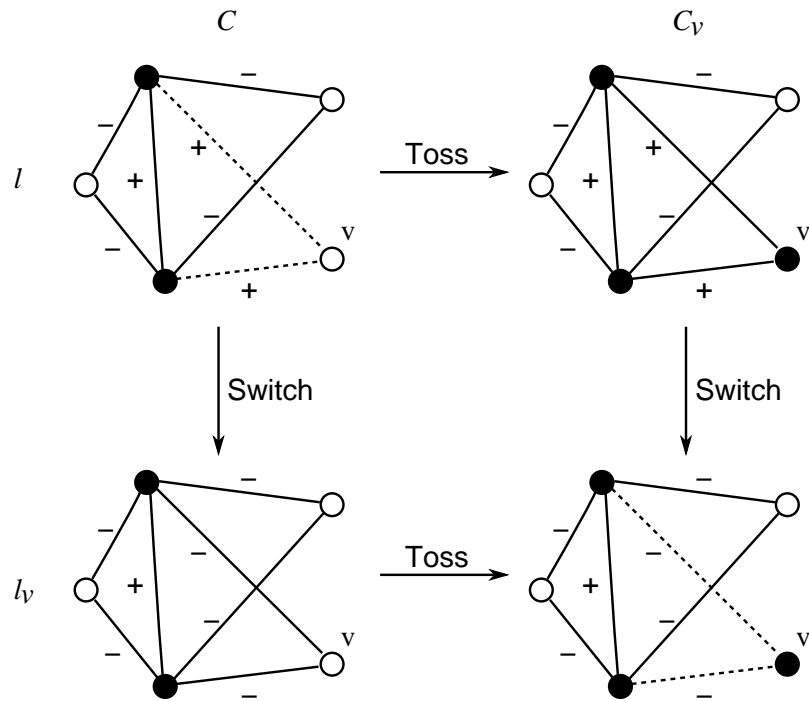 C
C_v
− −
+ +
− −
l + Toss +
− −
v v
− −
+ +
Switch Switch
− −
− −
− −
l_v + Toss +
− −
v v
− −
− −